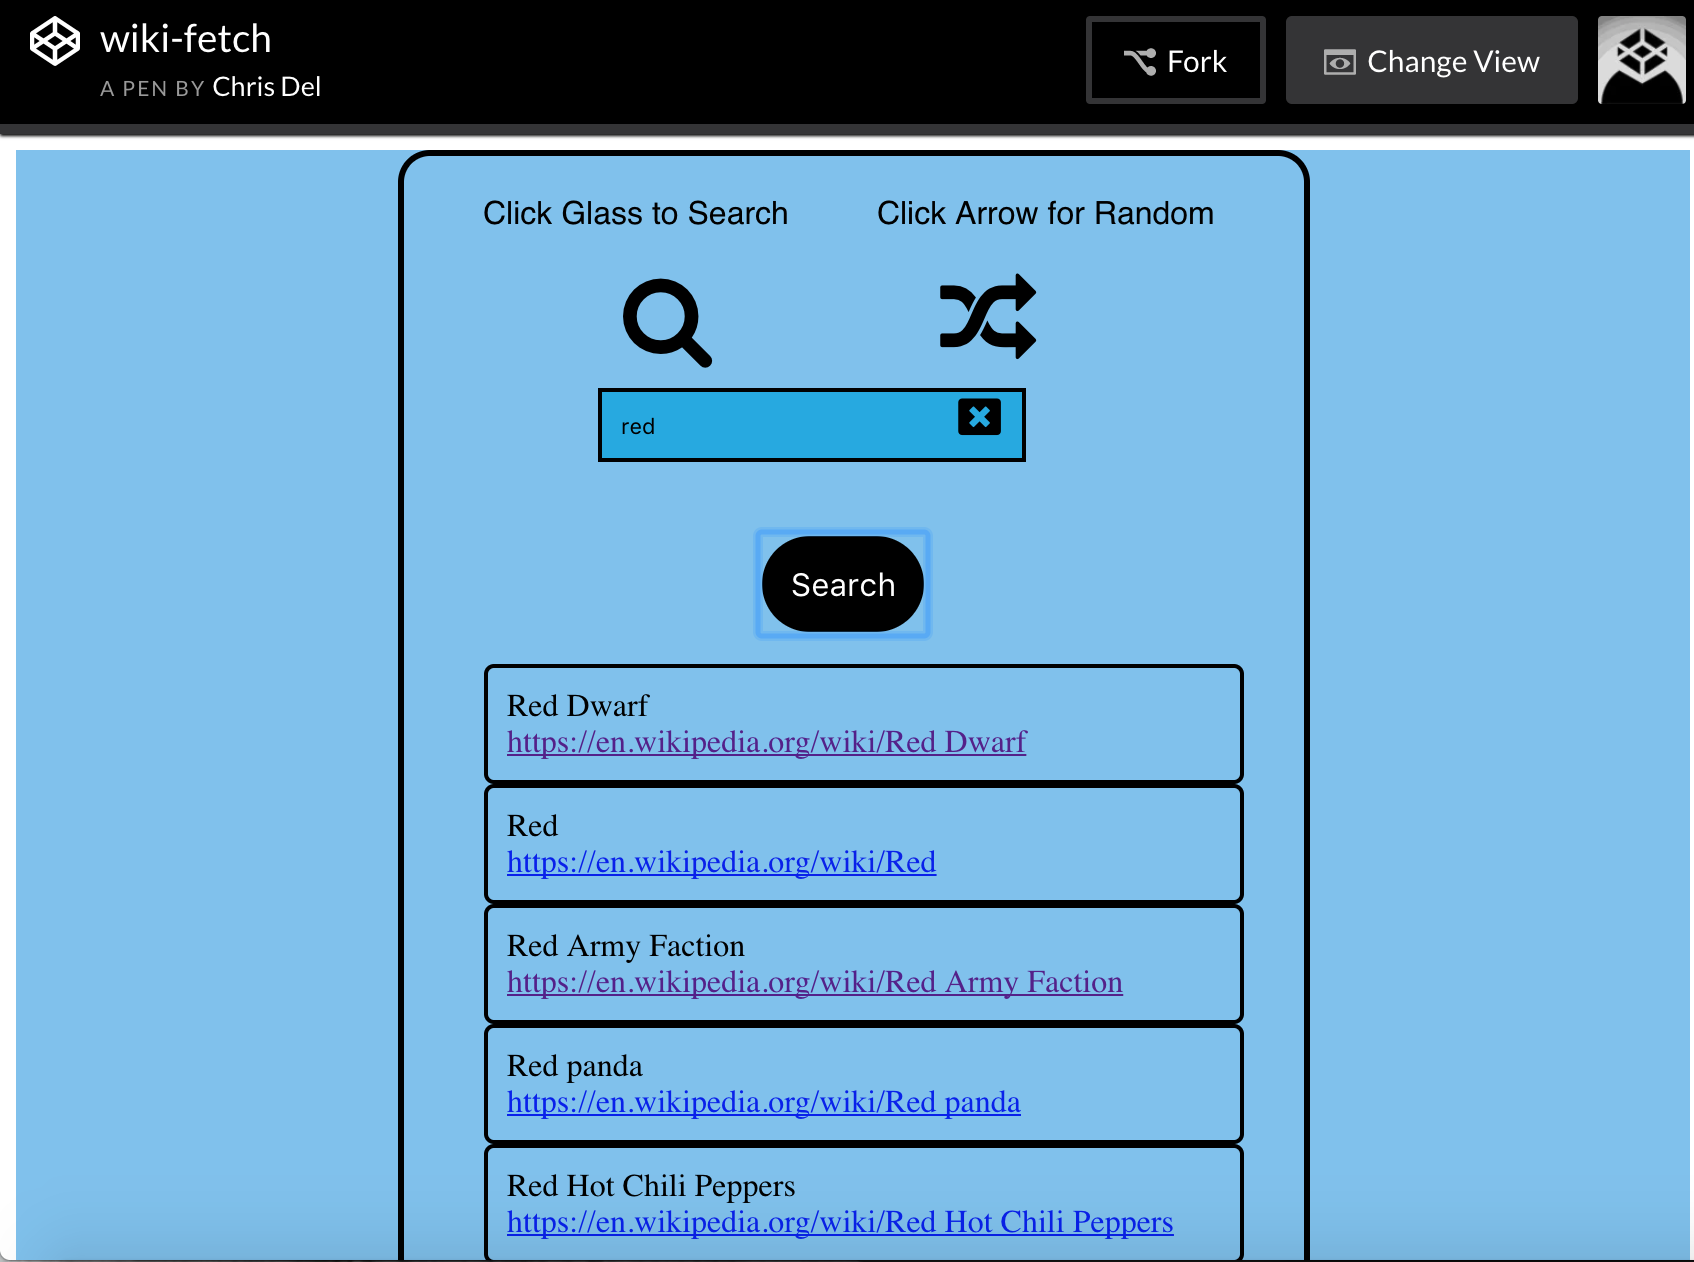 wiki-fetch
A PEN BY Chris Del
Fork
Change View
Click Glass to Search
Click Arrow for Random
red
Search
Red Dwarf
https://en.wikipedia.org/wiki/Red Dwarf
Red
https://en.wikipedia.org/wiki/Red
Red Army Faction
https://en.wikipedia.org/wiki/Red Army Faction
Red panda
https://en.wikipedia.org/wiki/Red panda
Red Hot Chili Peppers
https://en.wikipedia.org/wiki/Red Hot Chili Peppers